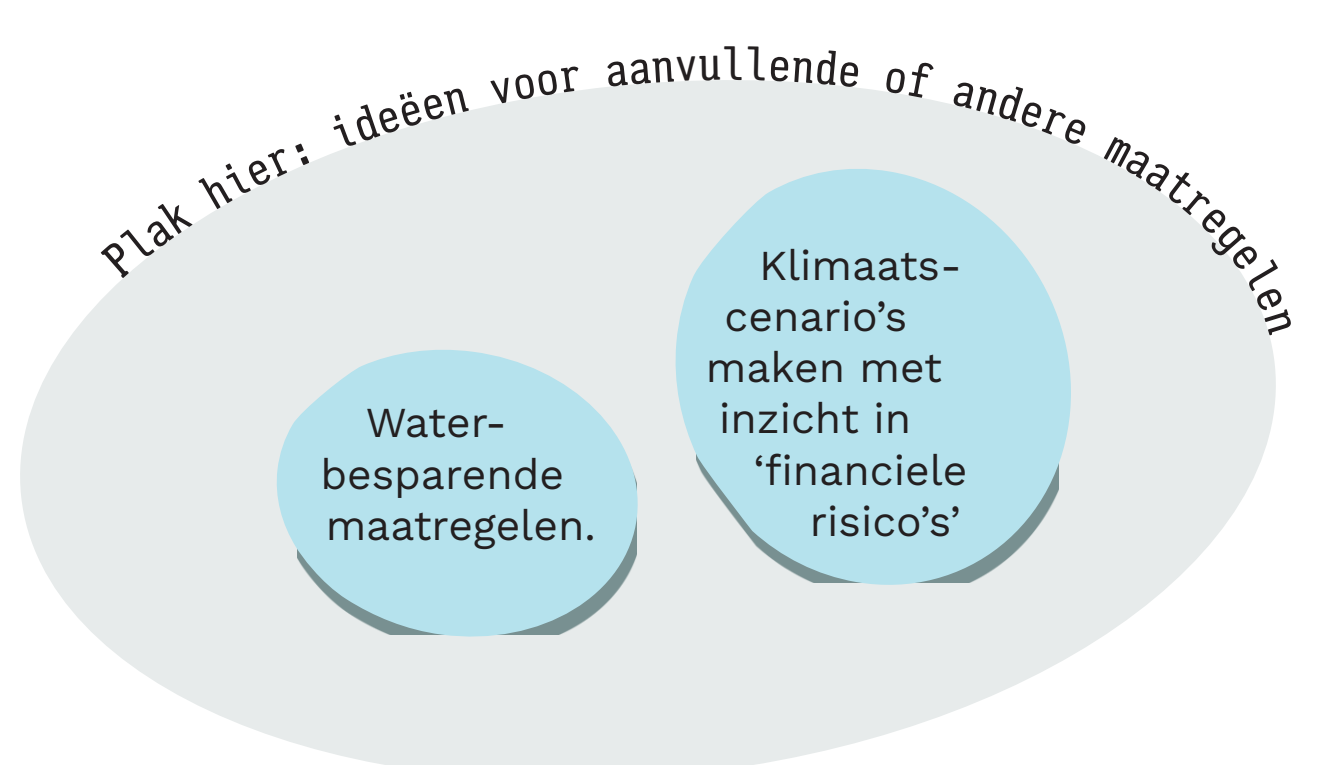 Plak hier: ideëen voor aanvullende of andere maatregelen
Water-
besparende
maatregelen.
Klimaats-
cenario’s
maken met
inzicht in
‘financiele
risico’s’